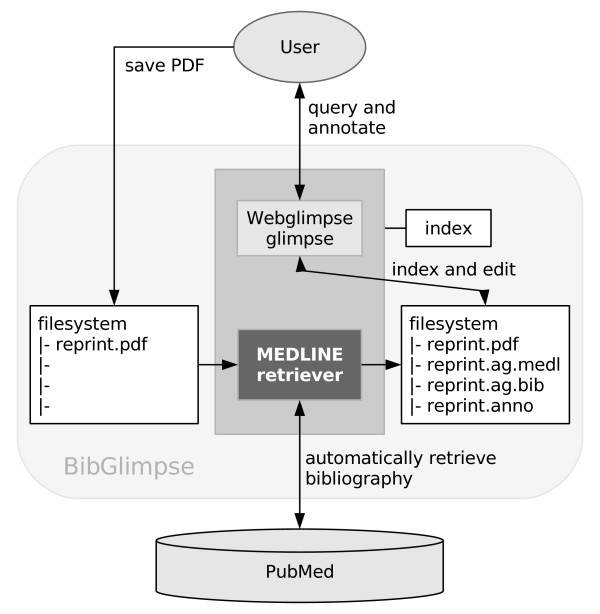 User
save PDF
query and
annotate
Webglimpse
glimpse
index
index and edit
filesystem
|- reprint.pdf
|-
|-
|-
MEDLINE
retriever
filesystem
|- reprint.pdf
|- reprint.ag.medl
|- reprint.ag.bib
|- reprint.anno
BibGlimpse
automatically retrieve
bibliography
PubMed